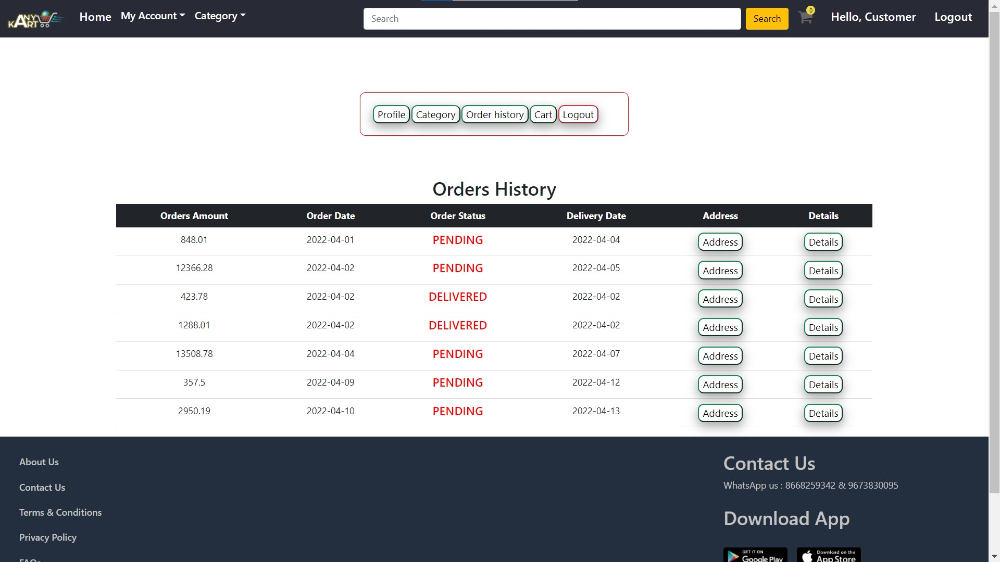 ANY KART Home My Account Category Search Search 0 Hello, Customer Logout
Profile Category Order history Cart Logout
Orders History
Orders Amount Order Date Order Status Delivery Date Address Details
848.01 2022-04-01 PENDING 2022-04-04 Address Details
12366.28 2022-04-02 PENDING 2022-04-05 Address Details
423.78 2022-04-02 DELIVERED 2022-04-02 Address Details
1288.01 2022-04-02 DELIVERED 2022-04-02 Address Details
13508.78 2022-04-04 PENDING 2022-04-07 Address Details
357.5 2022-04-09 PENDING 2022-04-12 Address Details
2950.19 2022-04-10 PENDING 2022-04-13 Address Details
About Us
Contact Us
Terms & Conditions
Privacy Policy
FAQs
Contact Us
WhatsApp us : 8668259342 & 9673830095
Download App
GET IT ON
Google Play
Download on the
App Store